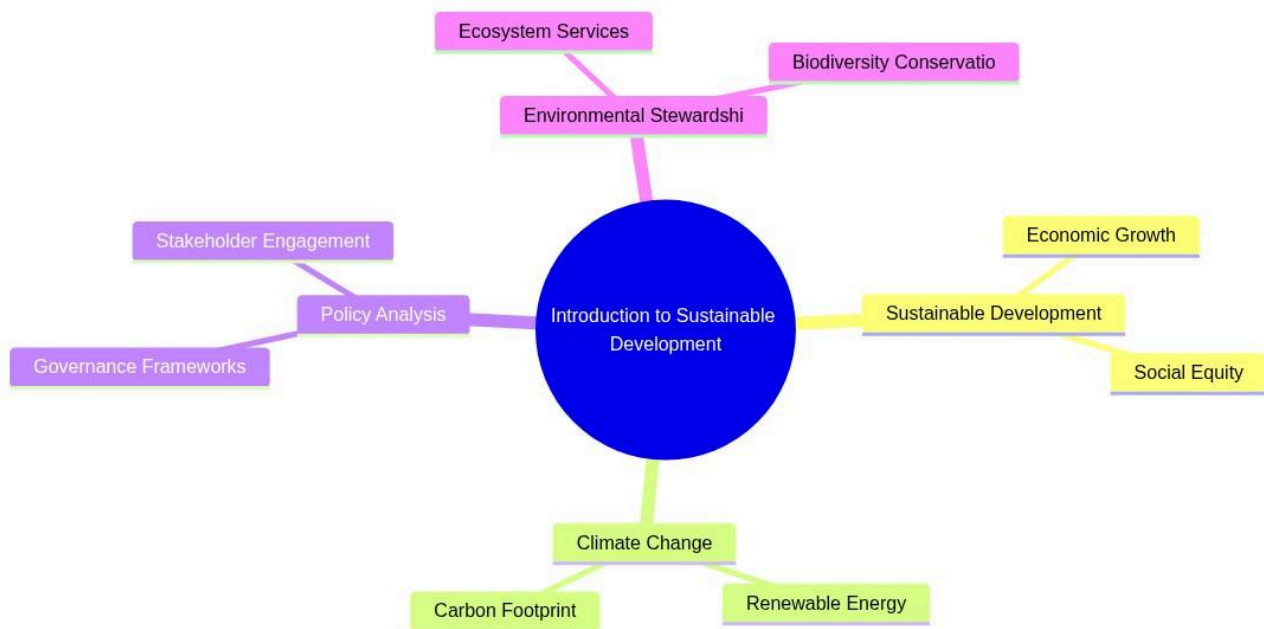 Ecosystem Services
Biodiversity Conservatio
Environmental Stewardshi
Stakeholder Engagement
Policy Analysis
Governance Frameworks
Introduction to Sustainable
Development
Economic Growth
Sustainable Development
Social Equity
Climate Change
Carbon Footprint
Renewable Energy